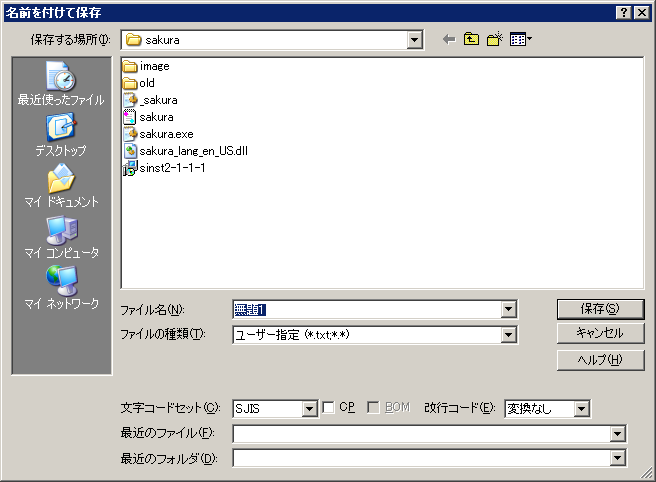 名前を付けて保存
保存する場所(I): sakura
最近使ったファイル
デスクトップ
マイ ドキュメント
マイ コンピュータ
マイ ネットワーク
image
old
_sakura
sakura
sakura.exe
sakura_lang_en_US.dll
sinst2-1-1-1
ファイル名(N): 無題1 保存(S)
ファイルの種類(T): ユーザー指定 (*.txt;*.*) キャンセル
ヘルプ(H)
文字コードセット(C): SJIS CP BOM 改行コード(E): 変換なし
最近のファイル(F):
最近のフォルダ(D):